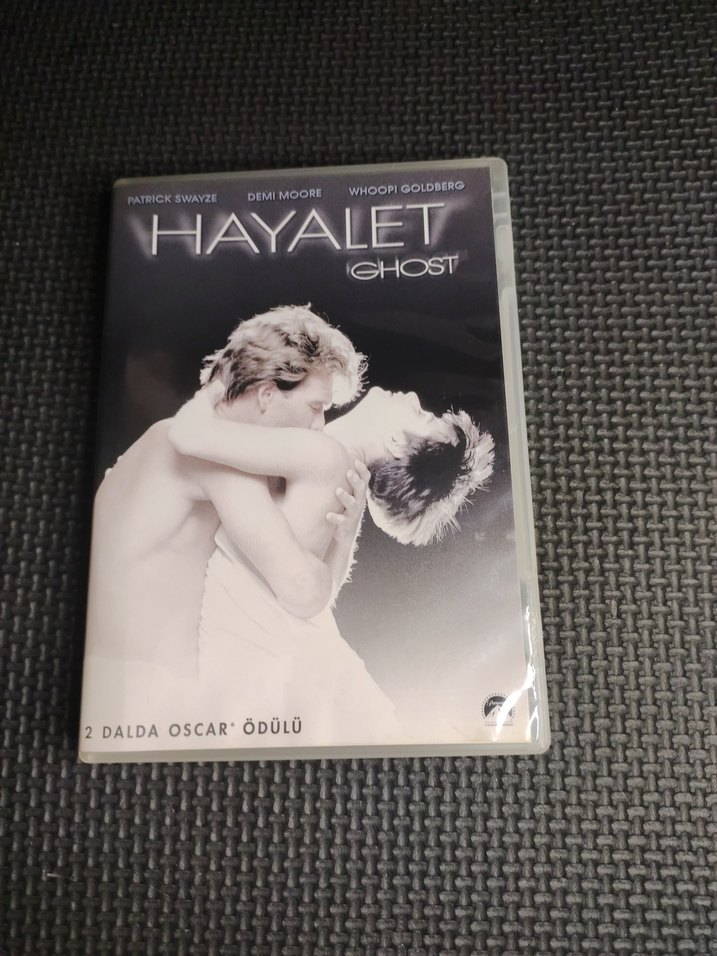 PATRICK SWAYZE DEMI MOORE WHOOPI GOLDBERG
HAYALET
GHOST
2 DALDA OSCAR® ÖDÜLÜ